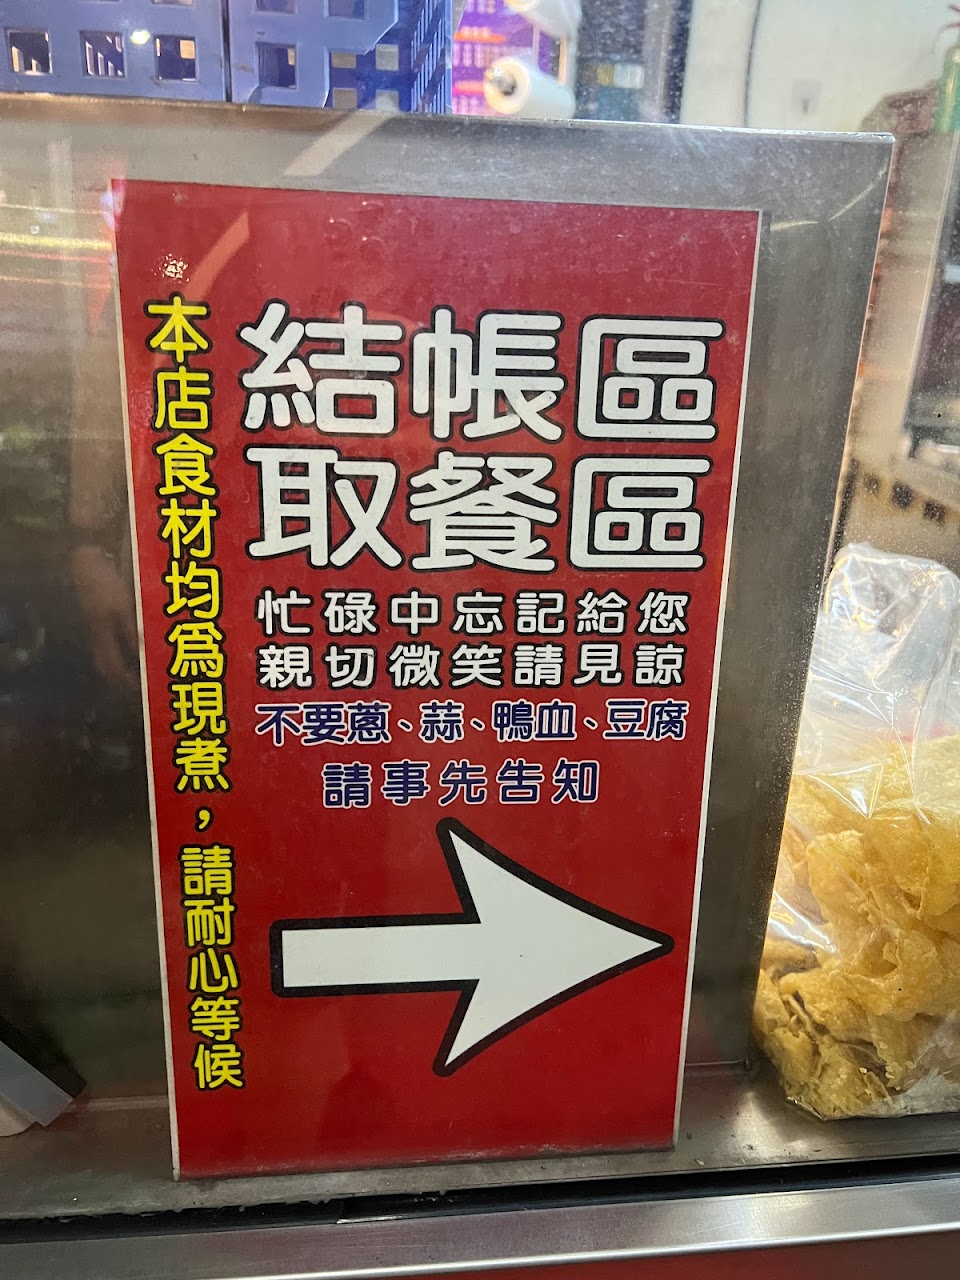 結帳區
取餐區
忙碌中忘記給您
親切微笑請見諒
不要蔥、蒜、鴨血、豆腐
請事先告知
本店食材均為現煮，請耐心等候